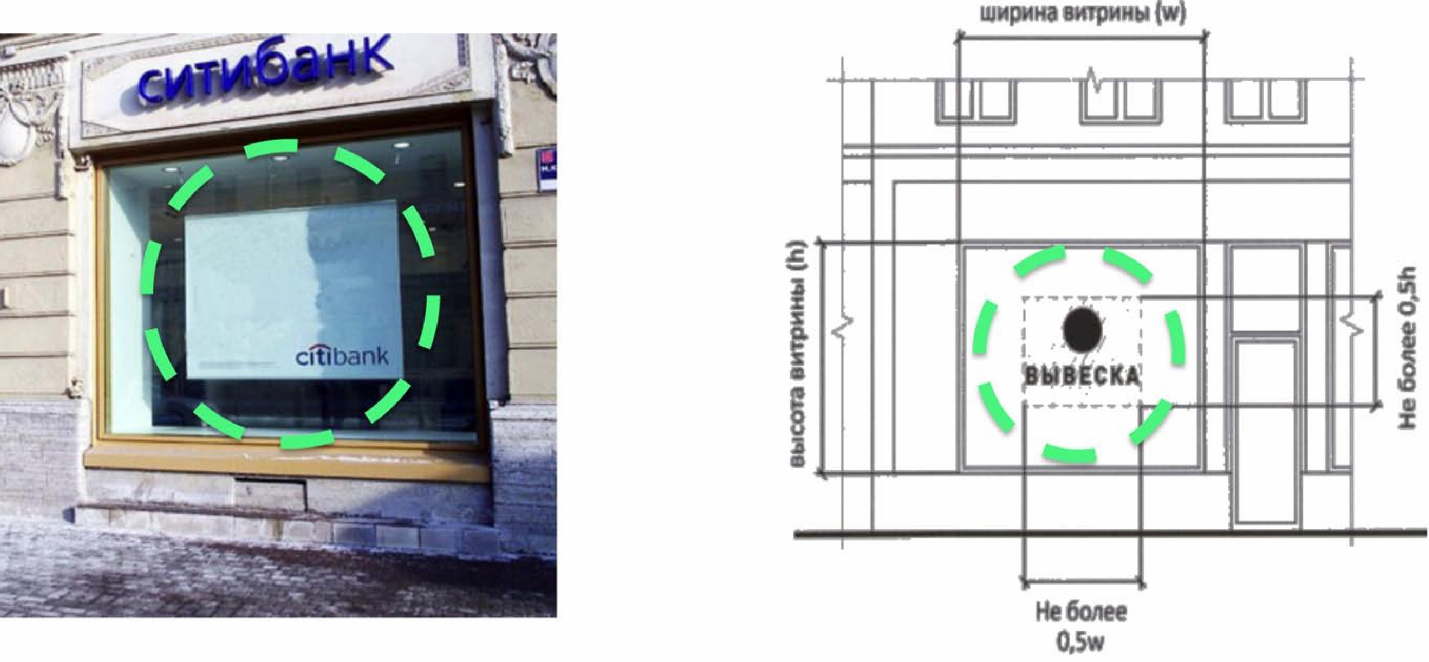 ситибанк
citibank
ширина витрины (w)
высота витрины (h)
ВЫВЕСКА
Не более 0,5h
Не более
0,5w